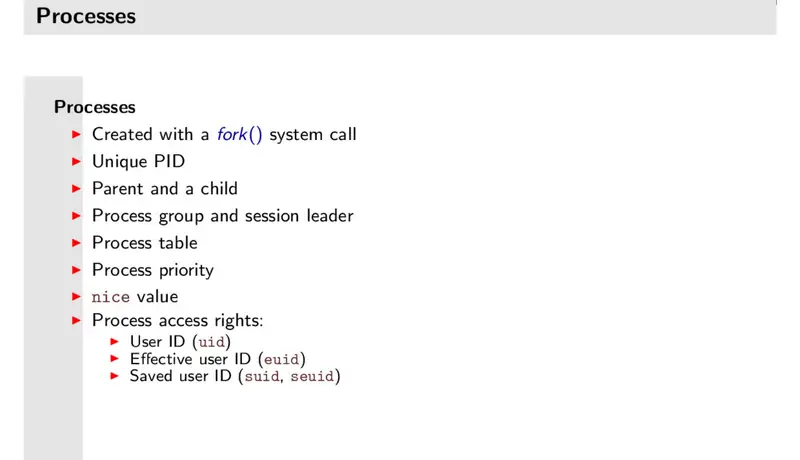 Processes
Processes
Created with a fork() system call
Unique PID
Parent and a child
Process group and session leader
Process table
Process priority
nice value
Process access rights:
User ID (uid)
Effective user ID (euid)
Saved user ID (suid, seuid)